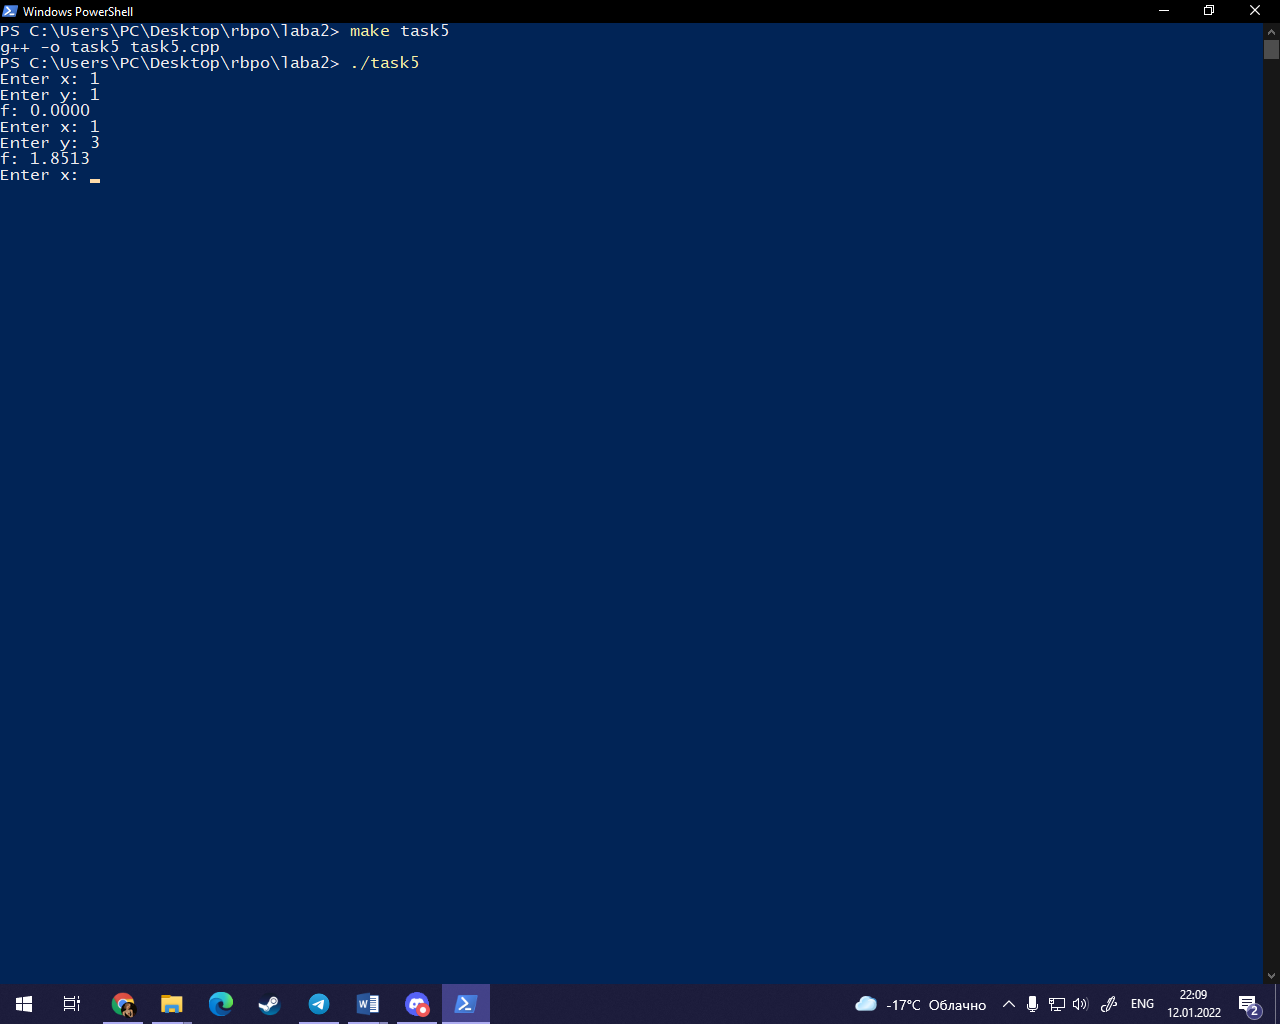 Windows PowerShell
PS C:\Users\PC\Desktop\rbpo\laba2> make task5
g++ -o task5 task5.cpp
PS C:\Users\PC\Desktop\rbpo\laba2> ./task5
Enter x: 1
Enter y: 1
f: 0.0000
Enter x: 1
Enter y: 3
f: 1.8513
Enter x:
-17°C Облачно
ENG
22:09
12.01.2022
2